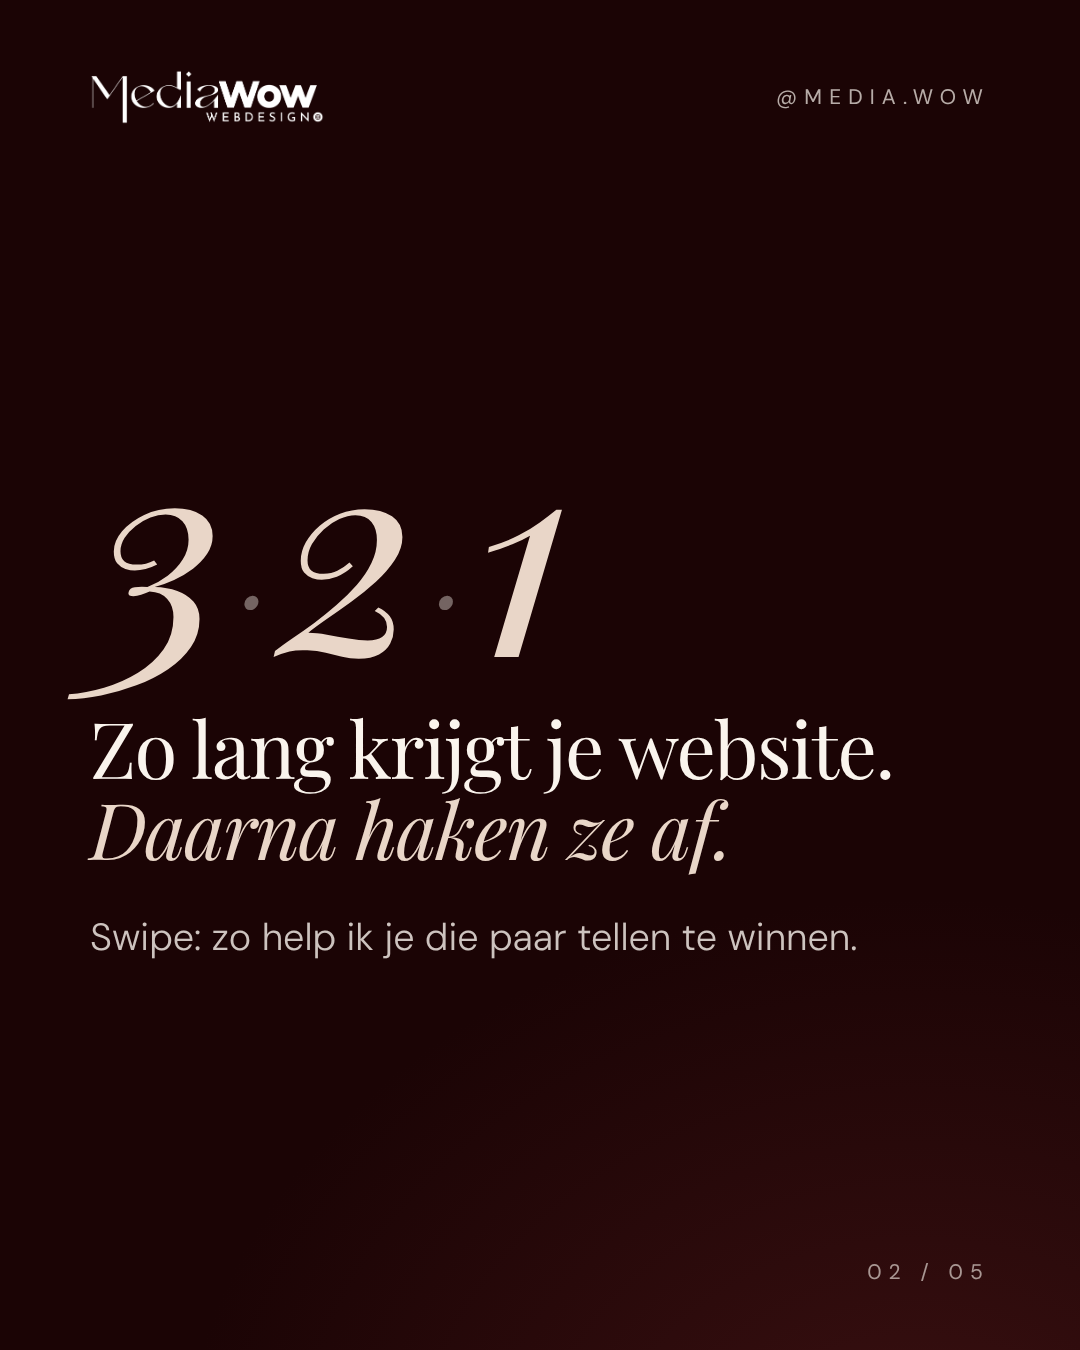 MediaWow
WEBDESIGN
@MEDIA.WOW
3·2·1
Zo lang krijgt je website.
Daarna haken ze af.
Swipe: zo help ik je die paar tellen te winnen.
02 / 05